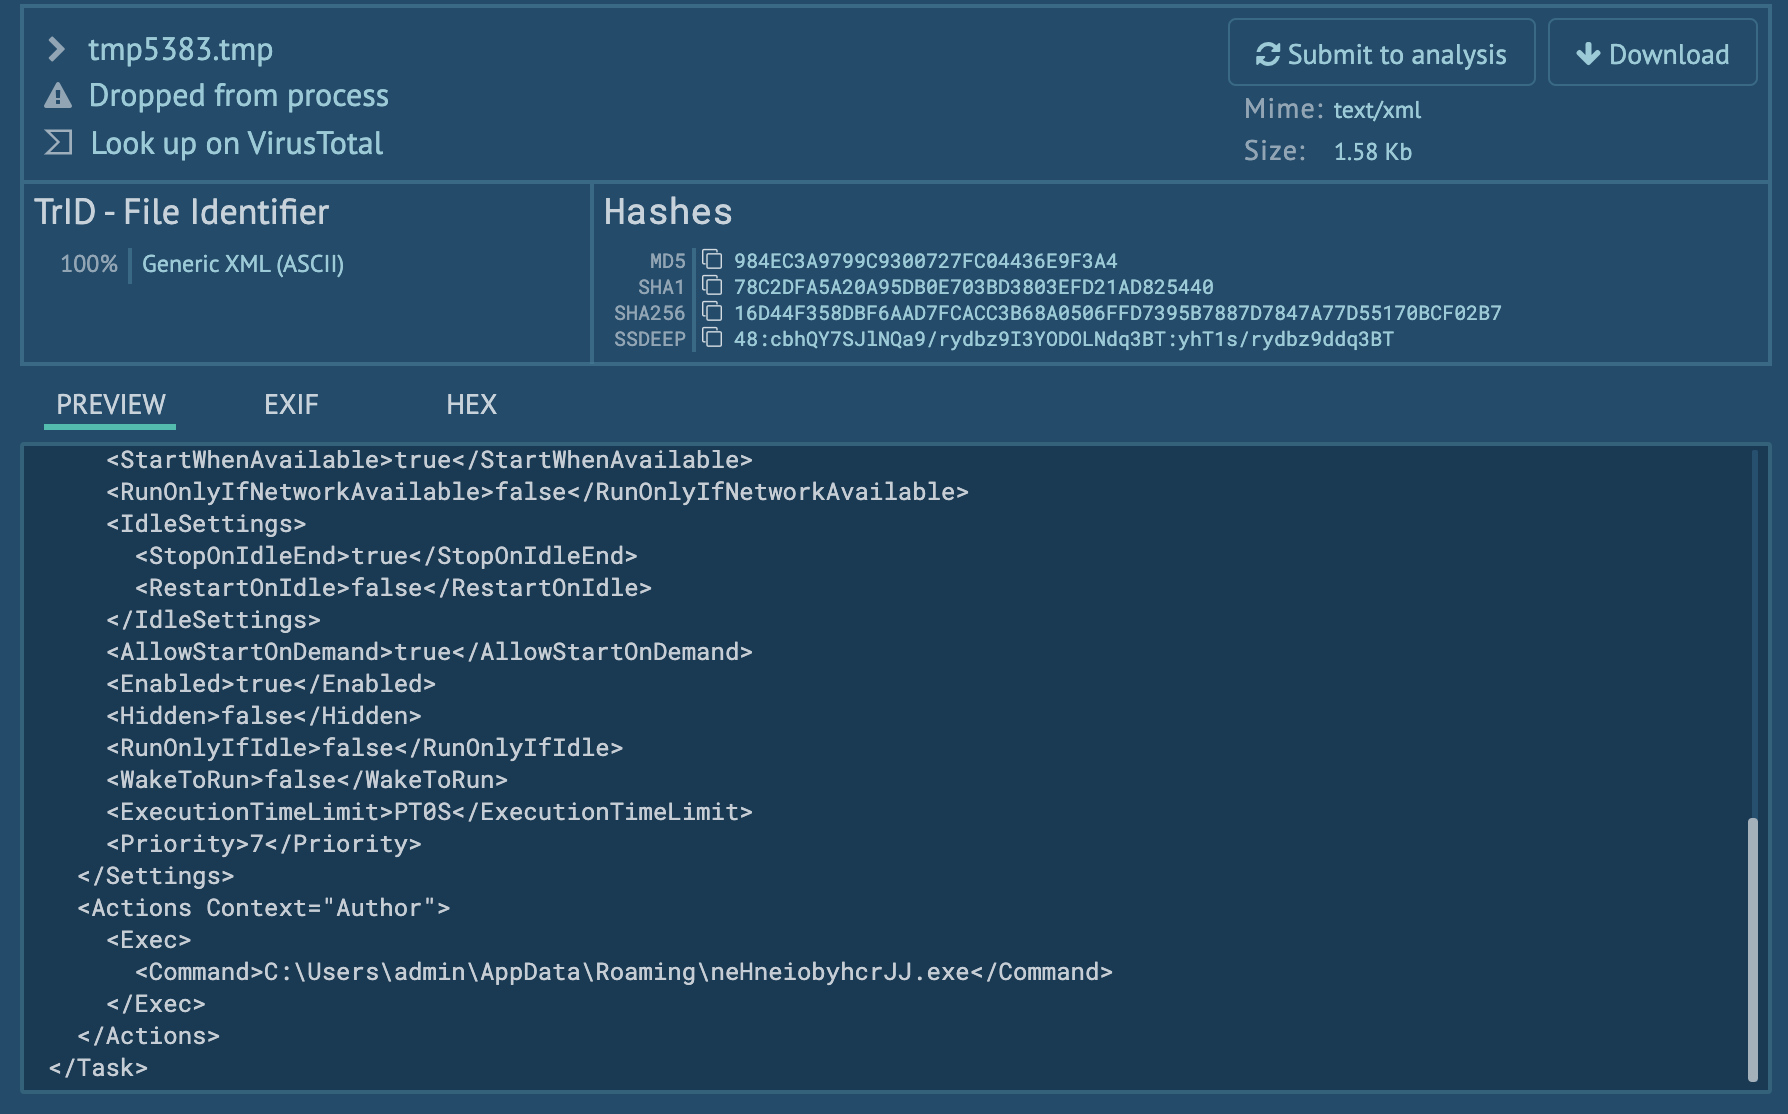 tmp5383.tmp
Dropped from process
Look up on VirusTotal
Submit to analysis
Download
Mime: text/xml
Size: 1.58 Kb
TrID - File Identifier
100% Generic XML (ASCII)
Hashes
MD5 984EC3A9799C9300727FC04436E9F3A4
SHA1 78C2DFA5A20A95DB0E703BD3803EFD21AD825440
SHA256 16D44F358DBF6AAD7FCACC3B68A0506FFD7395B7887D7847A77D55170BCF02B7
SSDEEP 48:cbhQY7SJlNQa9/rydbz9I3YODOLNdq3BT:yhT1s/rydbz9ddq3BT
PREVIEW
EXIF
HEX
<StartWhenAvailable>true</StartWhenAvailable>
<RunOnlyIfNetworkAvailable>false</RunOnlyIfNetworkAvailable>
<IdleSettings>
<StopOnIdleEnd>true</StopOnIdleEnd>
<RestartOnIdle>false</RestartOnIdle>
</IdleSettings>
<AllowStartOnDemand>true</AllowStartOnDemand>
<Enabled>true</Enabled>
<Hidden>false</Hidden>
<RunOnlyIfIdle>false</RunOnlyIfIdle>
<WakeToRun>false</WakeToRun>
<ExecutionTimeLimit>PT0S</ExecutionTimeLimit>
<Priority>7</Priority>
</Settings>
<Actions Context="Author">
<Exec>
<Command>C:\Users\admin\AppData\Roaming\neHneiobyhcrJJ.exe</Command>
</Exec>
</Actions>
</Task>